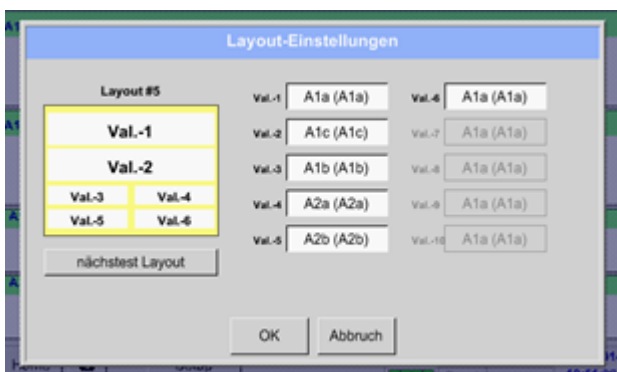 Layout-Einstellungen
Layout #5
Val.-1
Val.-2
Val.-3 Val.-4
Val.-5 Val.-6
nächstest Layout
Val.-1 A1a (A1a)
Val.-2 A1c (A1c)
Val.-3 A1b (A1b)
Val.-4 A2a (A2a)
Val.-5 A2b (A2b)
Val.-6 A1a (A1a)
Val.-7 A1a (A1a)
Val.-8 A1a (A1a)
Val.-9 A1a (A1a)
Val.-10 A1a (A1a)
OK Abbruch